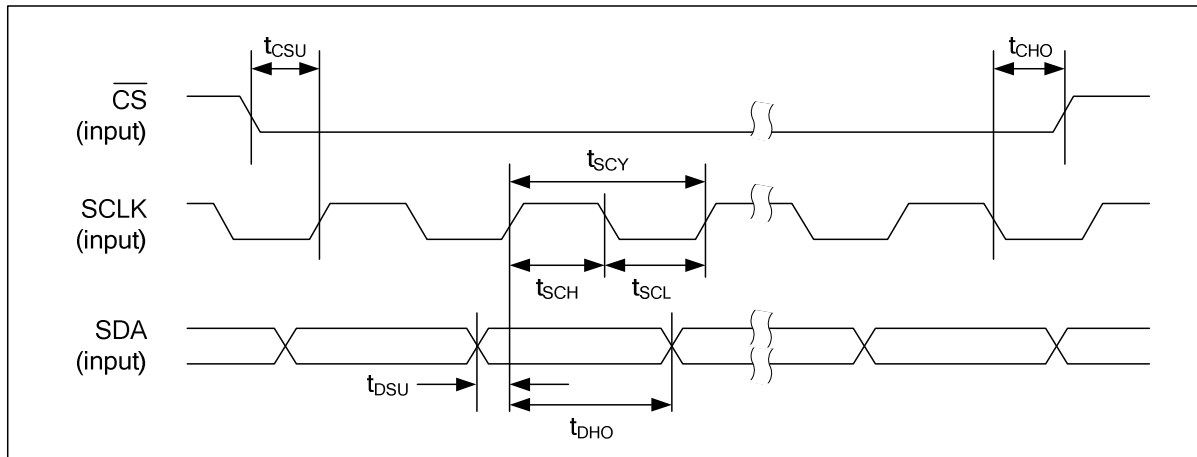 tCSU
tCHO
CS
(input)
tSCY
SCLK
(input)
tSCH
tSCL
SDA
(input)
tDSU
tDHO